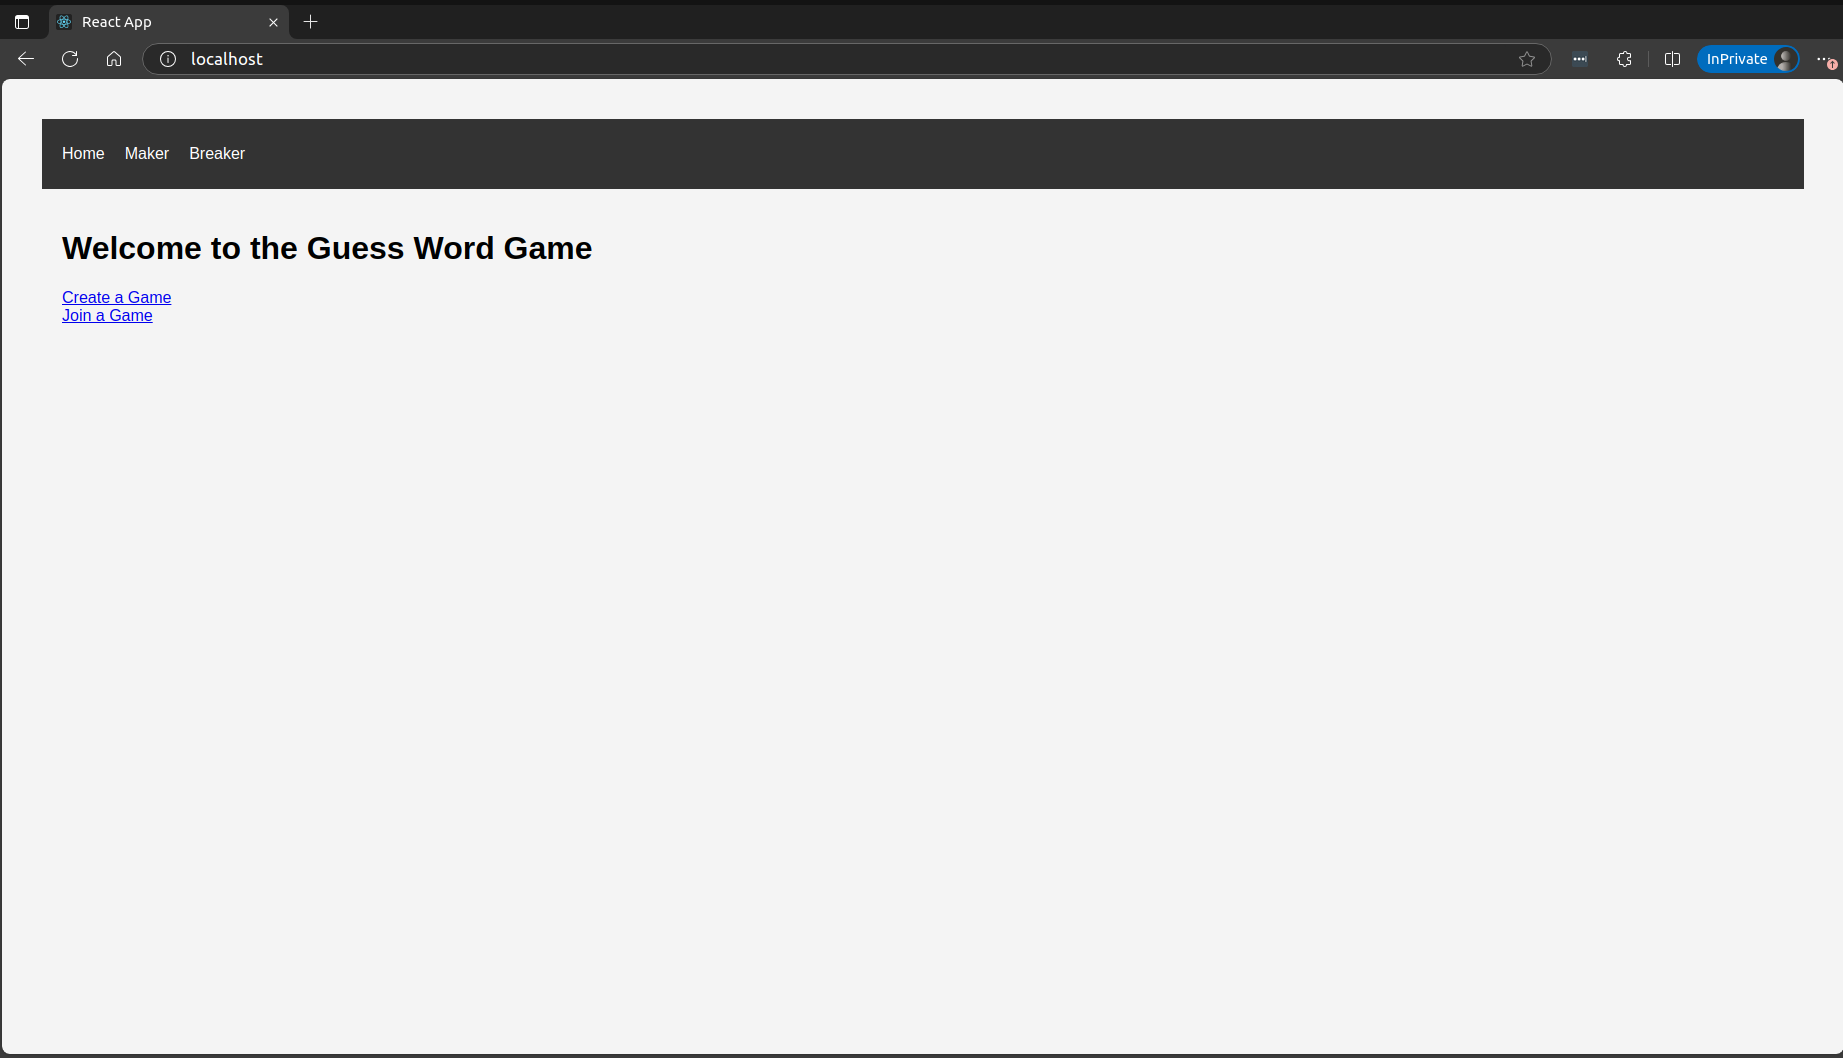 React App
localhost
InPrivate
Home Maker Breaker
Welcome to the Guess Word Game
Create a Game
Join a Game